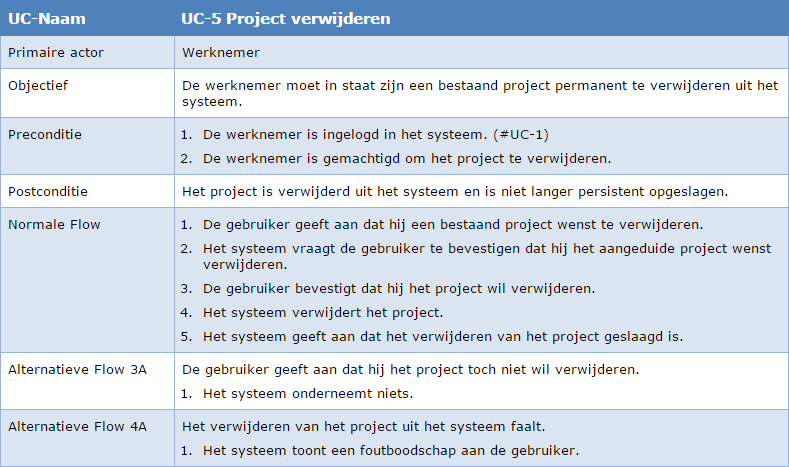 UC-Naam UC-5 Project verwijderen
Primaire actor Werknemer
Objectief De werknemer moet in staat zijn een bestaand project permanent te verwijderen uit het
systeem.
Preconditie 1. De werknemer is ingelogd in het systeem. (#UC-1)
2. De werknemer is gemachtigd om het project te verwijderen.
Postconditie Het project is verwijderd uit het systeem en is niet langer persistent opgeslagen.
Normale Flow 1. De gebruiker geeft aan dat hij een bestaand project wenst te verwijderen.
2. Het systeem vraagt de gebruiker te bevestigen dat hij het aangeduide project wenst
verwijderen.
3. De gebruiker bevestigt dat hij het project wil verwijderen.
4. Het systeem verwijdert het project.
5. Het systeem geeft aan dat het verwijderen van het project geslaagd is.
Alternatieve Flow 3A De gebruiker geeft aan dat hij het project toch niet wil verwijderen.
1. Het systeem onderneemt niets.
Alternatieve Flow 4A Het verwijderen van het project uit het systeem faalt.
1. Het systeem toont een foutboodschap aan de gebruiker.